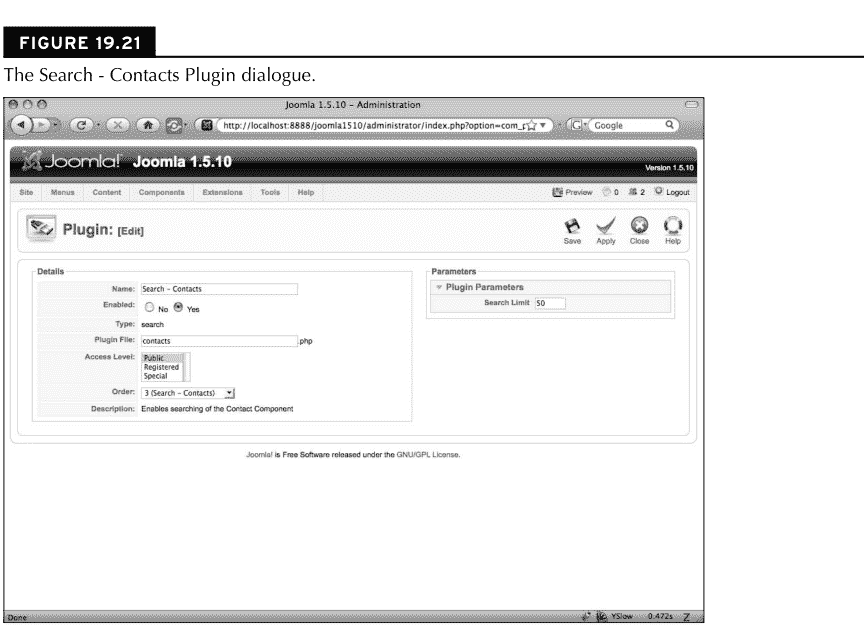 FIGURE 19.21
The Search - Contacts Plugin dialogue.
Joomla 1.5.10 - Administration
http://localhost:8888/joomla1510/administrator/index.php?option=com_p
G Google
Joomla! Joomla 1.5.10
Version 1.5.10
Site Menus Content Components Extensions Tools Help
Preview 0 2 Logout
Plugin: [Edit]
Save Apply Close Help
Details
Name: Search - Contacts
Enabled: No Yes
Type: search
Plugin File: contacts .php
Access Level: Public
Registered
Special
Order: 3 (Search - Contacts)
Description: Enables searching of the Contact Component
Parameters
Plugin Parameters
Search Limit 50
Joomla! is Free Software released under the GNU/GPL License.
Done
YSlow 0.472s